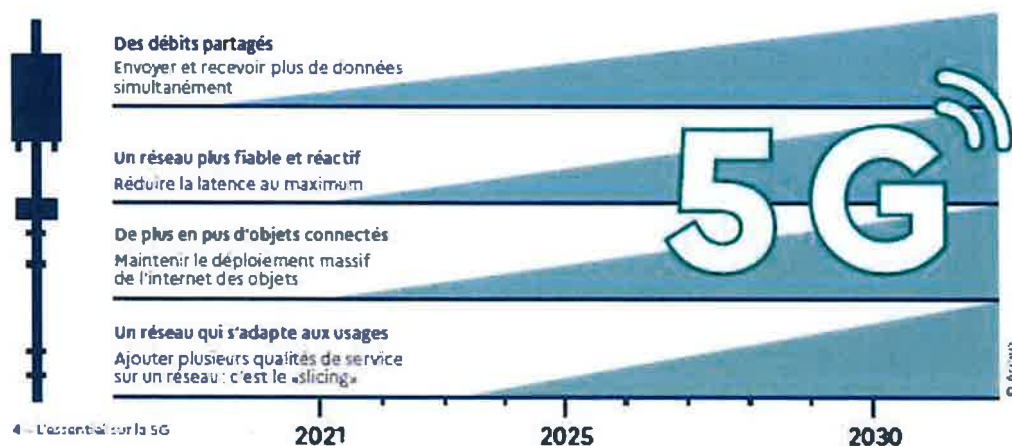 Des débits partagés
Envoyer et recevoir plus de données
simultanément
Un réseau plus fiable et réactif
Réduire la latence au maximum
De plus en pus d'objets connectés
Maintenir le déploiement massif
de l'internet des objets
Un réseau qui s'adapte aux usages
Ajouter plusieurs qualités de service
sur un réseau : c'est le «slicing»
5G
4 – L'essentiel sur la 5G
2021
2025
2030